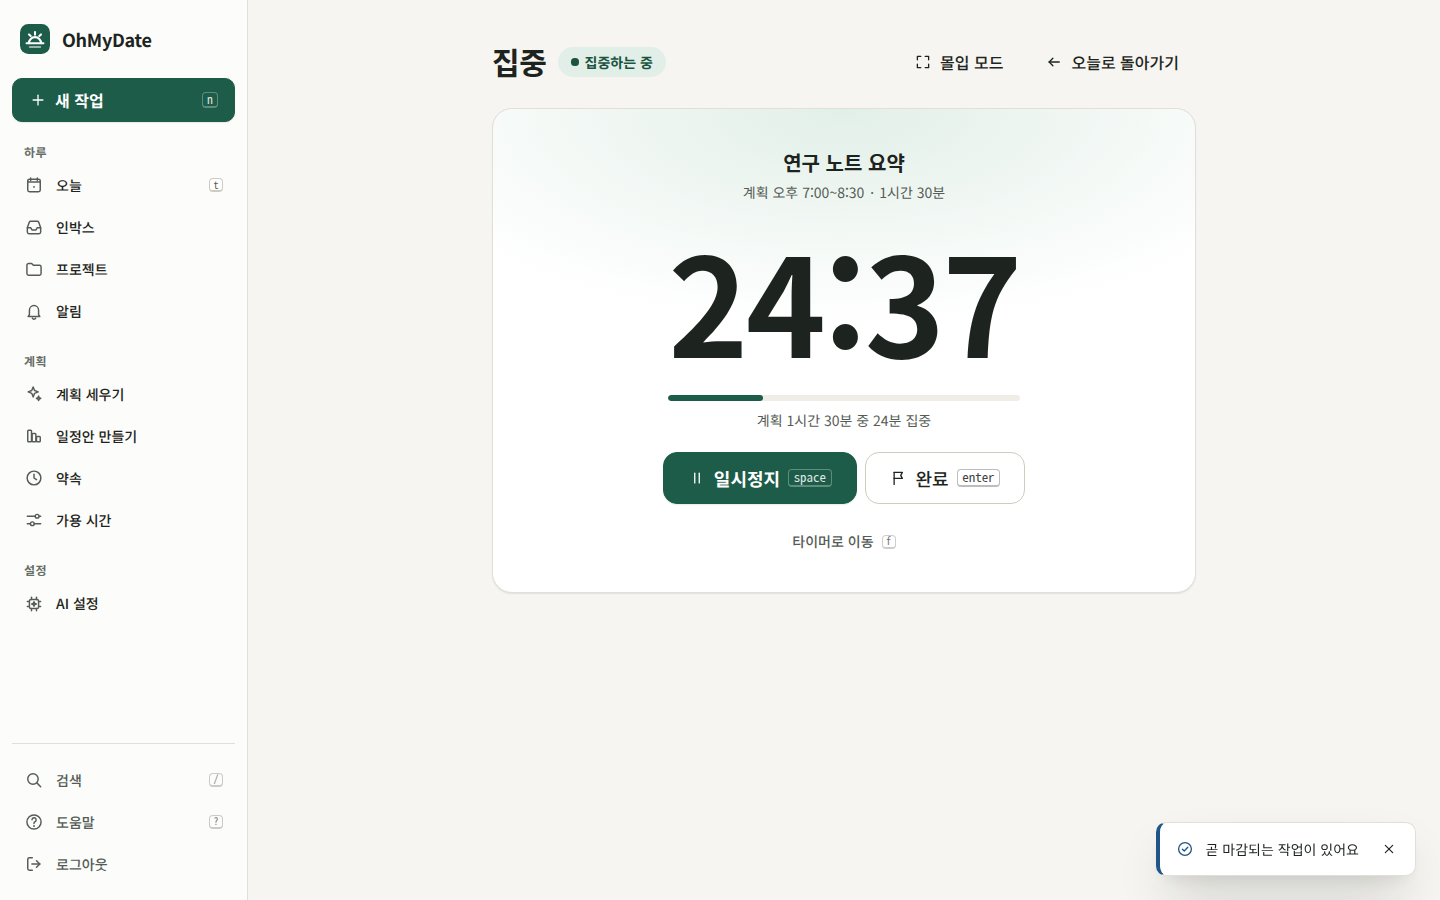 OhMyDate
새 작업 n
하루
오늘 t
인박스
프로젝트
알림
계획
계획 세우기
일정안 만들기
약속
가용 시간
설정
AI 설정
검색 /
도움말 ?
로그아웃
집중 집중하는 중 몰입 모드 오늘로 돌아가기
연구 노트 요약
계획 오후 7:00~8:30 · 1시간 30분
24:37
계획 1시간 30분 중 24분 집중
일시정지 space 완료 enter
타이머로 이동 f
곧 마감되는 작업이 있어요